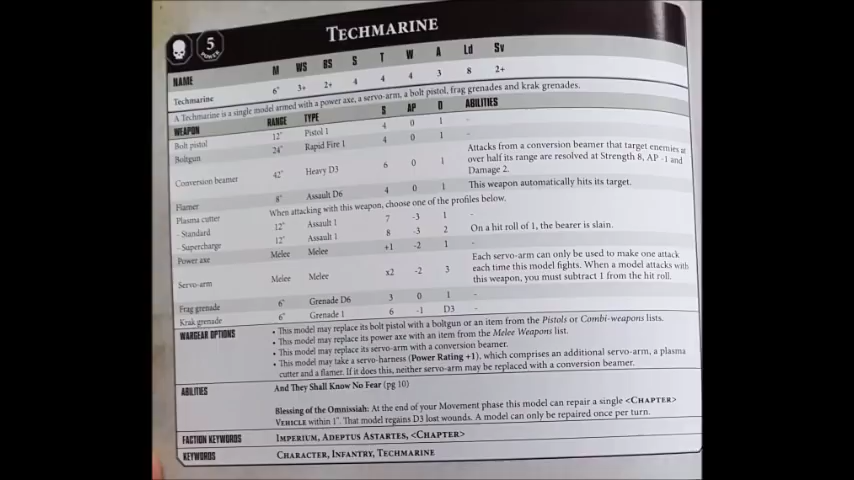 TECHMARINE
5
POWER
NAME M WS BS S T W A Ld Sv
Techmarine 6" 3+ 2+ 4 4 4 3 8 2+
A Techmarine is a single model armed with a power axe, a servo-arm, a bolt pistol, frag grenades and krak grenades.
WEAPON RANGE TYPE S AP D ABILITIES
Bolt pistol 12" Pistol 1 4 0 1 -
Boltgun 24" Rapid Fire 1 4 0 1 -
Conversion beamer 42" Heavy D3 6 0 1 Attacks from a conversion beamer that target enemies at
over half its range are resolved at Strength 8, AP -1 and
Damage 2.
Flamer 8" Assault D6 4 0 1 This weapon automatically hits its target.
Plasma cutter When attacking with this weapon, choose one of the profiles below.
- Standard 12" Assault 1 7 -3 1 -
- Supercharge 12" Assault 1 8 -3 2 On a hit roll of 1, the bearer is slain.
Power axe Melee Melee +1 -2 1 -
Servo-arm Melee Melee x2 -2 3 Each servo-arm can only be used to make one attack
each time this model fights. When a model attacks with
this weapon, you must subtract 1 from the hit roll.
Frag grenade 6" Grenade D6 3 0 1 -
Krak grenade 6" Grenade 1 6 -1 D3 -
WARGEAR OPTIONS • This model may replace its bolt pistol with a boltgun or an item from the Pistols or Combi-weapons lists.
• This model may replace its power axe with an item from the Melee Weapons list.
• This model may replace its servo-arm with a conversion beamer.
• This model may take a servo-harness (Power Rating +1), which comprises an additional servo-arm, a plasma
cutter and a flamer. If it does this, neither servo-arm may be replaced with a conversion beamer.
ABILITIES And They Shall Know No Fear (pg 10)
Blessing of the Omnissiah: At the end of your Movement phase this model can repair a single <CHAPTER>
VEHICLE within 1". That model regains D3 lost wounds. A model can only be repaired once per turn.
FACTION KEYWORDS IMPERIUM, ADEPTUS ASTARTES, <CHAPTER>
KEYWORDS CHARACTER, INFANTRY, TECHMARINE